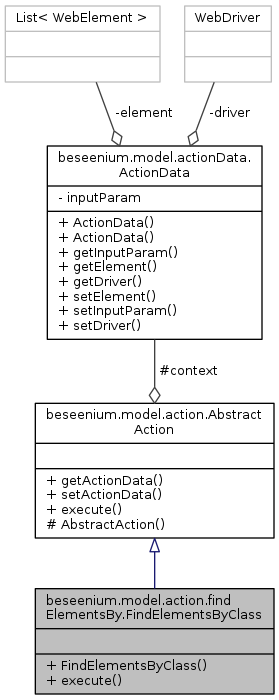 List< WebElement >
WebDriver
-element
-driver
beseenium.model.actionData.
ActionData
- inputParam
+ ActionData()
+ ActionData()
+ getInputParam()
+ getElement()
+ getDriver()
+ setElement()
+ setInputParam()
+ setDriver()
#context
beseenium.model.action.Abstract
Action
+ getActionData()
+ setActionData()
+ execute()
# AbstractAction()
beseenium.model.action.find
ElementsBy.FindElementsByClass
+ FindElementsByClass()
+ execute()